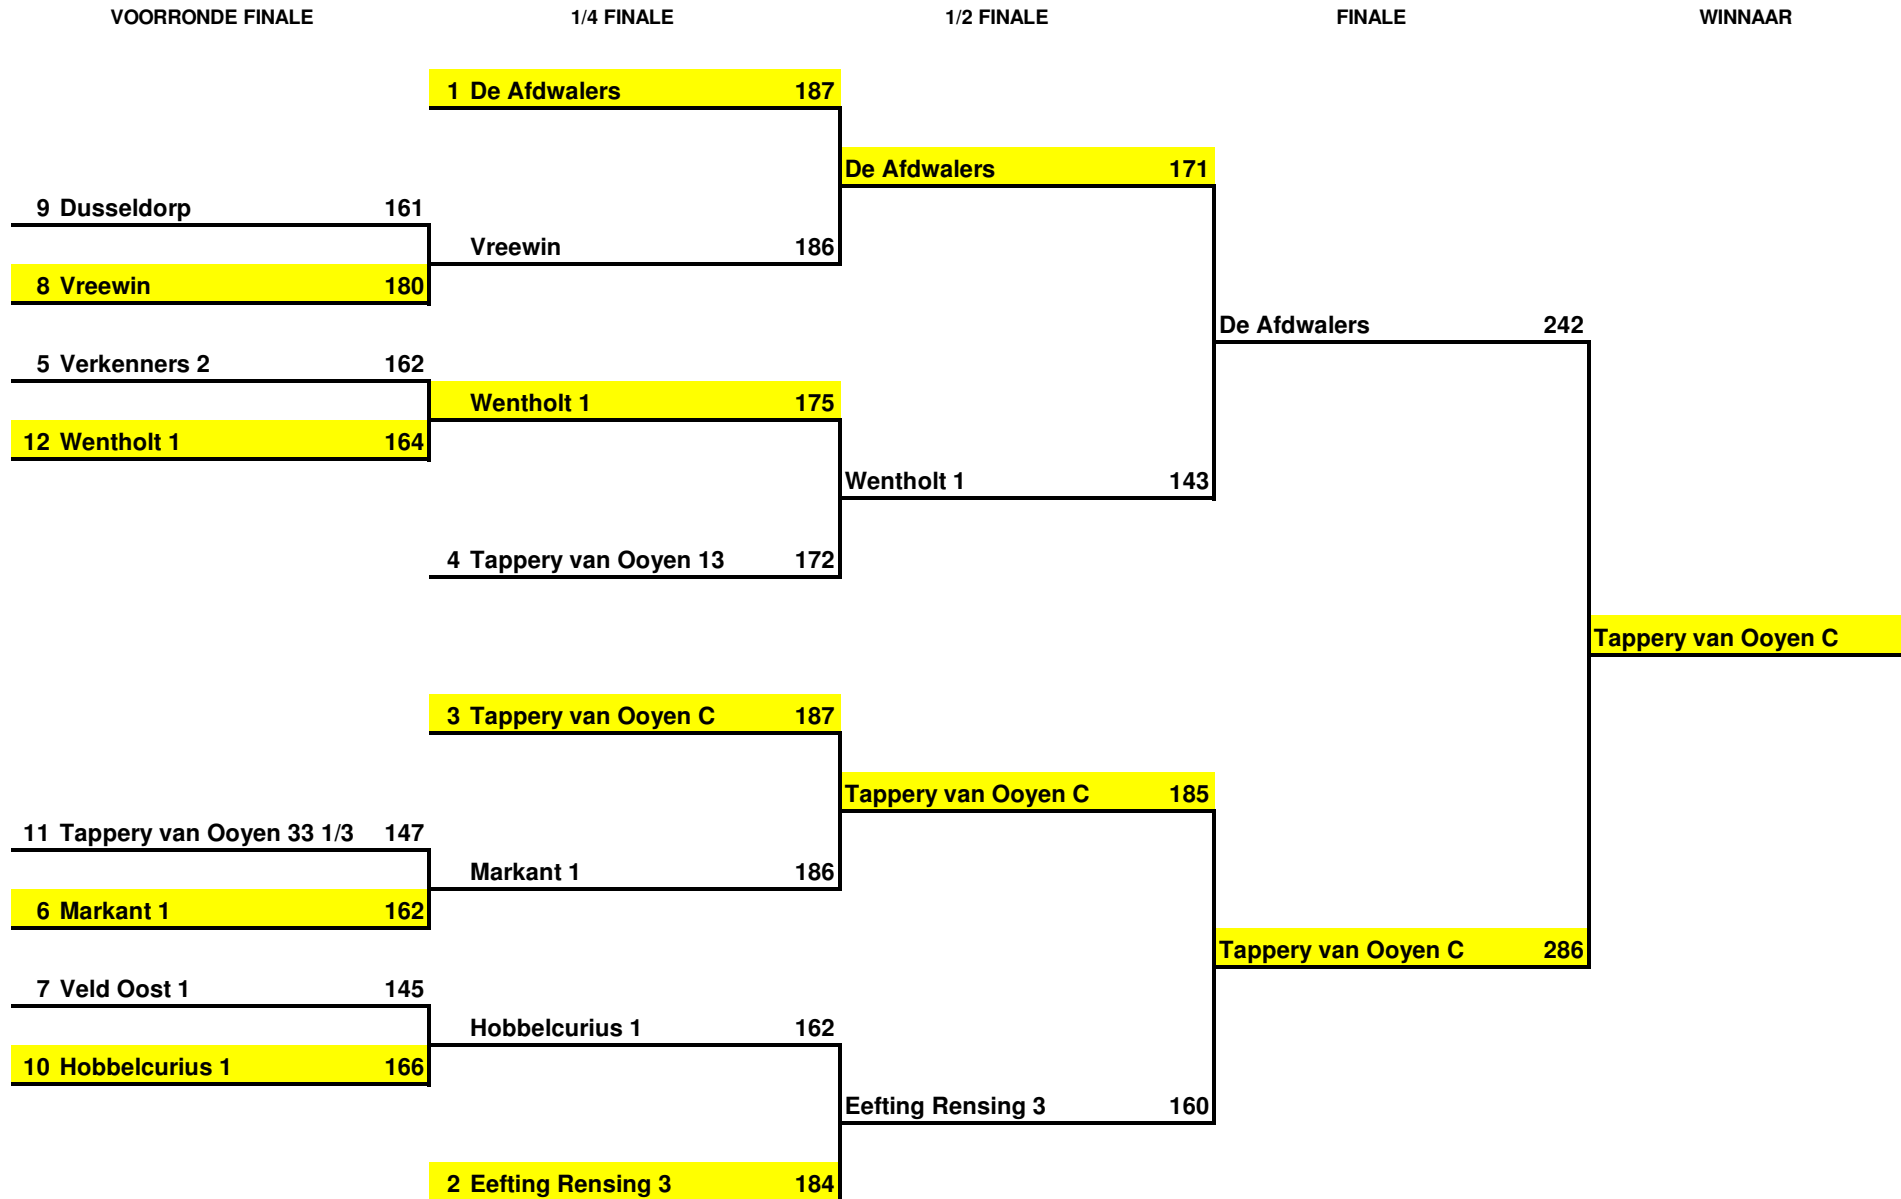 VOORRONDE FINALE 1/4 FINALE 1/2 FINALE FINALE WINNAAR
1 De Afdwalers 187
De Afdwalers 171
9 Dusseldorp 161
Vreewin 186
8 Vreewin 180
De Afdwalers 242
5 Verkenners 2 162
Wentholt 1 175
12 Wentholt 1 164
Wentholt 1 143
4 Tappery van Ooyen 13 172
Tappery van Ooyen C
3 Tappery van Ooyen C 187
Tappery van Ooyen C 185
11 Tappery van Ooyen 33 1/3 147
Markant 1 186
6 Markant 1 162
Tappery van Ooyen C 286
7 Veld Oost 1 145
Hobbelcurius 1 162
10 Hobbelcurius 1 166
Eefting Rensing 3 160
2 Eefting Rensing 3 184